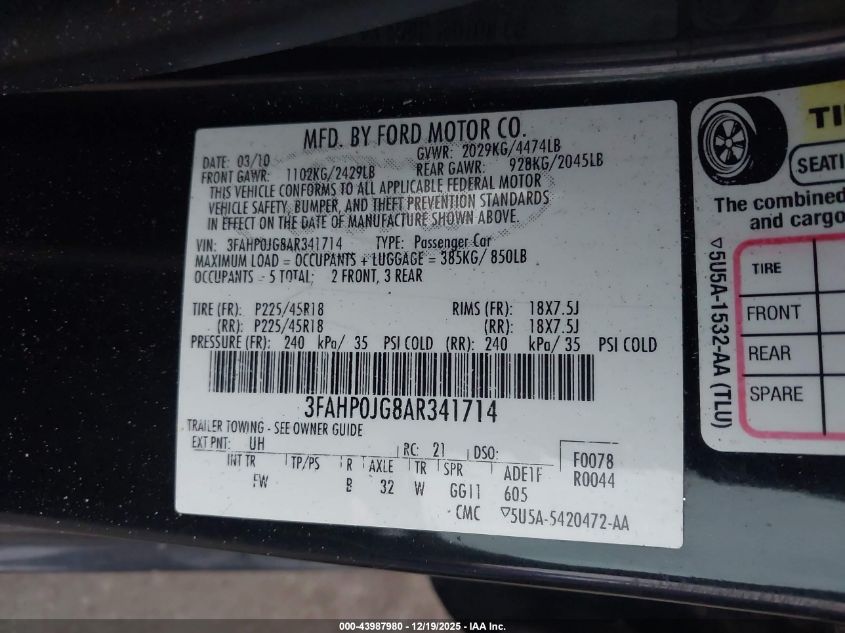 MFD. BY FORD MOTOR CO.
DATE: 03/10 GVWR: 2029KG/4474LB
FRONT GAWR: 1102KG/2429LB REAR GAWR: 928KG/2045LB
THIS VEHICLE CONFORMS TO ALL APPLICABLE FEDERAL MOTOR
VEHICLE SAFETY, BUMPER, AND THEFT PREVENTION STANDARDS
IN EFFECT ON THE DATE OF MANUFACTURE SHOWN ABOVE.
VIN: 3FAHP0JG8AR341714 TYPE: Passenger Car
MAXIMUM LOAD = OCCUPANTS + LUGGAGE = 385KG/ 850LB
OCCUPANTS - 5 TOTAL: 2 FRONT, 3 REAR
TIRE (FR): P225/45R18 RIMS (FR): 18X7.5J
(RR): P225/45R18 (RR): 18X7.5J
PRESSURE (FR): 240 kPa/ 35 PSI COLD (RR): 240 kPa/ 35 PSI COLD
3FAHP0JG8AR341714
TRAILER TOWING - SEE OWNER GUIDE
EXT PNT: UH RC: 21 DSO: F0078
INT TR TP/PS R AXLE TR SPR ADE1F R0044
EW B 32 W GG11 605
CMC ▽5U5A-5420472-AA
TI
SEATI
The combined
and cargo
TIRE
FRONT
REAR
SPARE
▽5U5A-1532-AA (TLU)
000-43987980 - 12/19/2025 - IAA Inc.